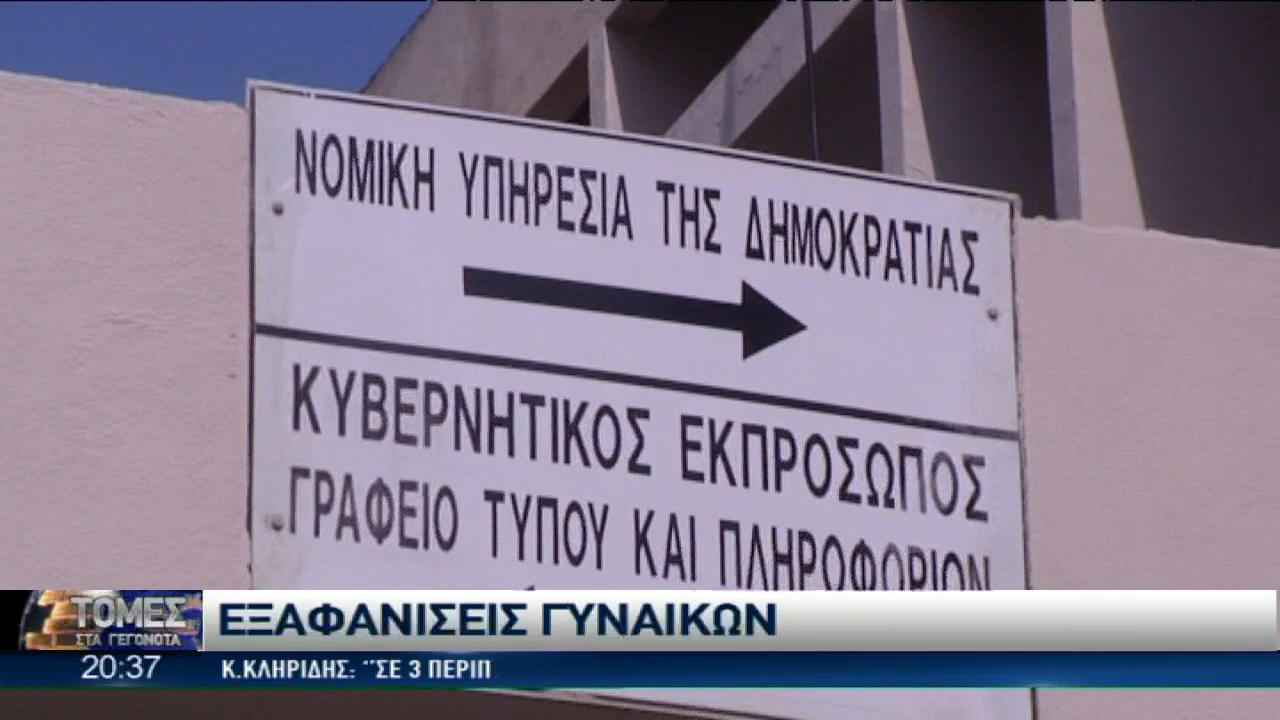 ΝΟΜΙΚΗ ΥΠΗΡΕΣΙΑ ΤΗΣ ΔΗΜΟΚΡΑΤΙΑΣ
ΚΥΒΕΡΝΗΤΙΚΟΣ ΕΚΠΡΟΣΩΠΟΣ
ΓΡΑΦΕΙΟ ΤΥΠΟΥ ΚΑΙ ΠΛΗΡΟΦΟΡΙΩΝ
ΤΟΜΕΣ
ΣΤΑ ΓΕΓΟΝΟΤΑ
ΕΞΑΦΑΝΙΣΕΙΣ ΓΥΝΑΙΚΩΝ
20:37
Κ.ΚΛΗΡΙΔΗΣ: ¨ΣΕ 3 ΠΕΡΙΠ